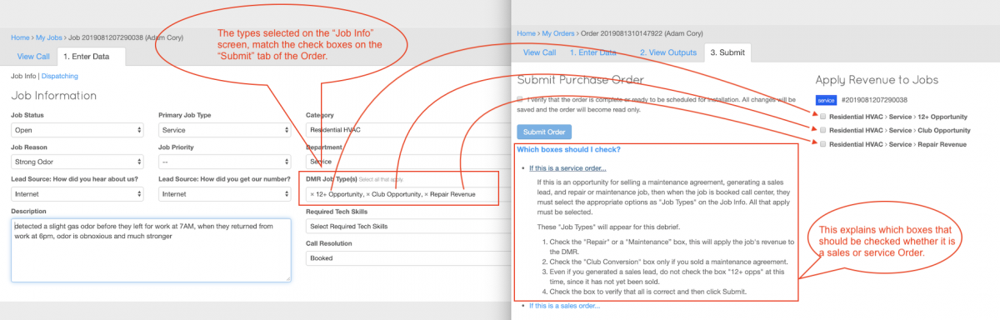 Home > My Jobs > Job 2019081207290038 (Adam Cory)
View Call
1. Enter Data
The types selected on the “Job Info”
screen, match the check boxes on the
“Submit” tab of the Order.
Job Info | Dispatching
Job Information
Job Status
Open
Primary Job Type
Service
Category
Residential HVAC
Job Reason
Strong Odor
Job Priority
--
Department
Service
Lead Source: How did you hear about us?
Internet
Lead Source: How did you get our number?
Internet
DMR Job Type(s) Select all that apply.
× 12+ Opportunity, × Club Opportunity, × Repair Revenue
Description
detected a slight gas odor before they left for work at 7AM, when they returned from
work at 6pm, odor is obnoxious and much stronger
Required Tech Skills
Select Required Tech Skills
Call Resolution
Booked
Home > My Orders > Order 2019081310147922 (Adam Cory)
View Call
1. Enter Data
2. View Outputs
3. Submit
Submit Purchase Order
I verify that the order is complete or ready to be scheduled for installation. All changes will be
saved and the order will become read only.
Submit Order
Which boxes should I check?
If this is a service order...
If this is an opportunity for selling a maintenance agreement, generating a sales
lead, and repair or maintenance job, then when the job is booked call center, they
must select the appropriate options as "Job Types" on the Job Info. All that apply
must be selected.
These "Job Types" will appear for this debrief.
1. Check the "Repair" or a "Maintenance” box, this will apply the job's revenue to
the DMR.
2. Check the "Club Conversion" box only if you sold a maintenance agreement.
3. Even if you generated a sales lead, do not check the box "12+ opps" at this
time, since it has not yet been sold.
4. Check the box to verify that all is correct and then click Submit.
If this is a sales order...
Apply Revenue to Jobs
service #2019081207290038
Residential HVAC > Service > 12+ Opportunity
Residential HVAC > Service > Club Opportunity
Residential HVAC > Service > Repair Revenue
This explains which boxes that
should be checked whether it is
a sales or service Order.